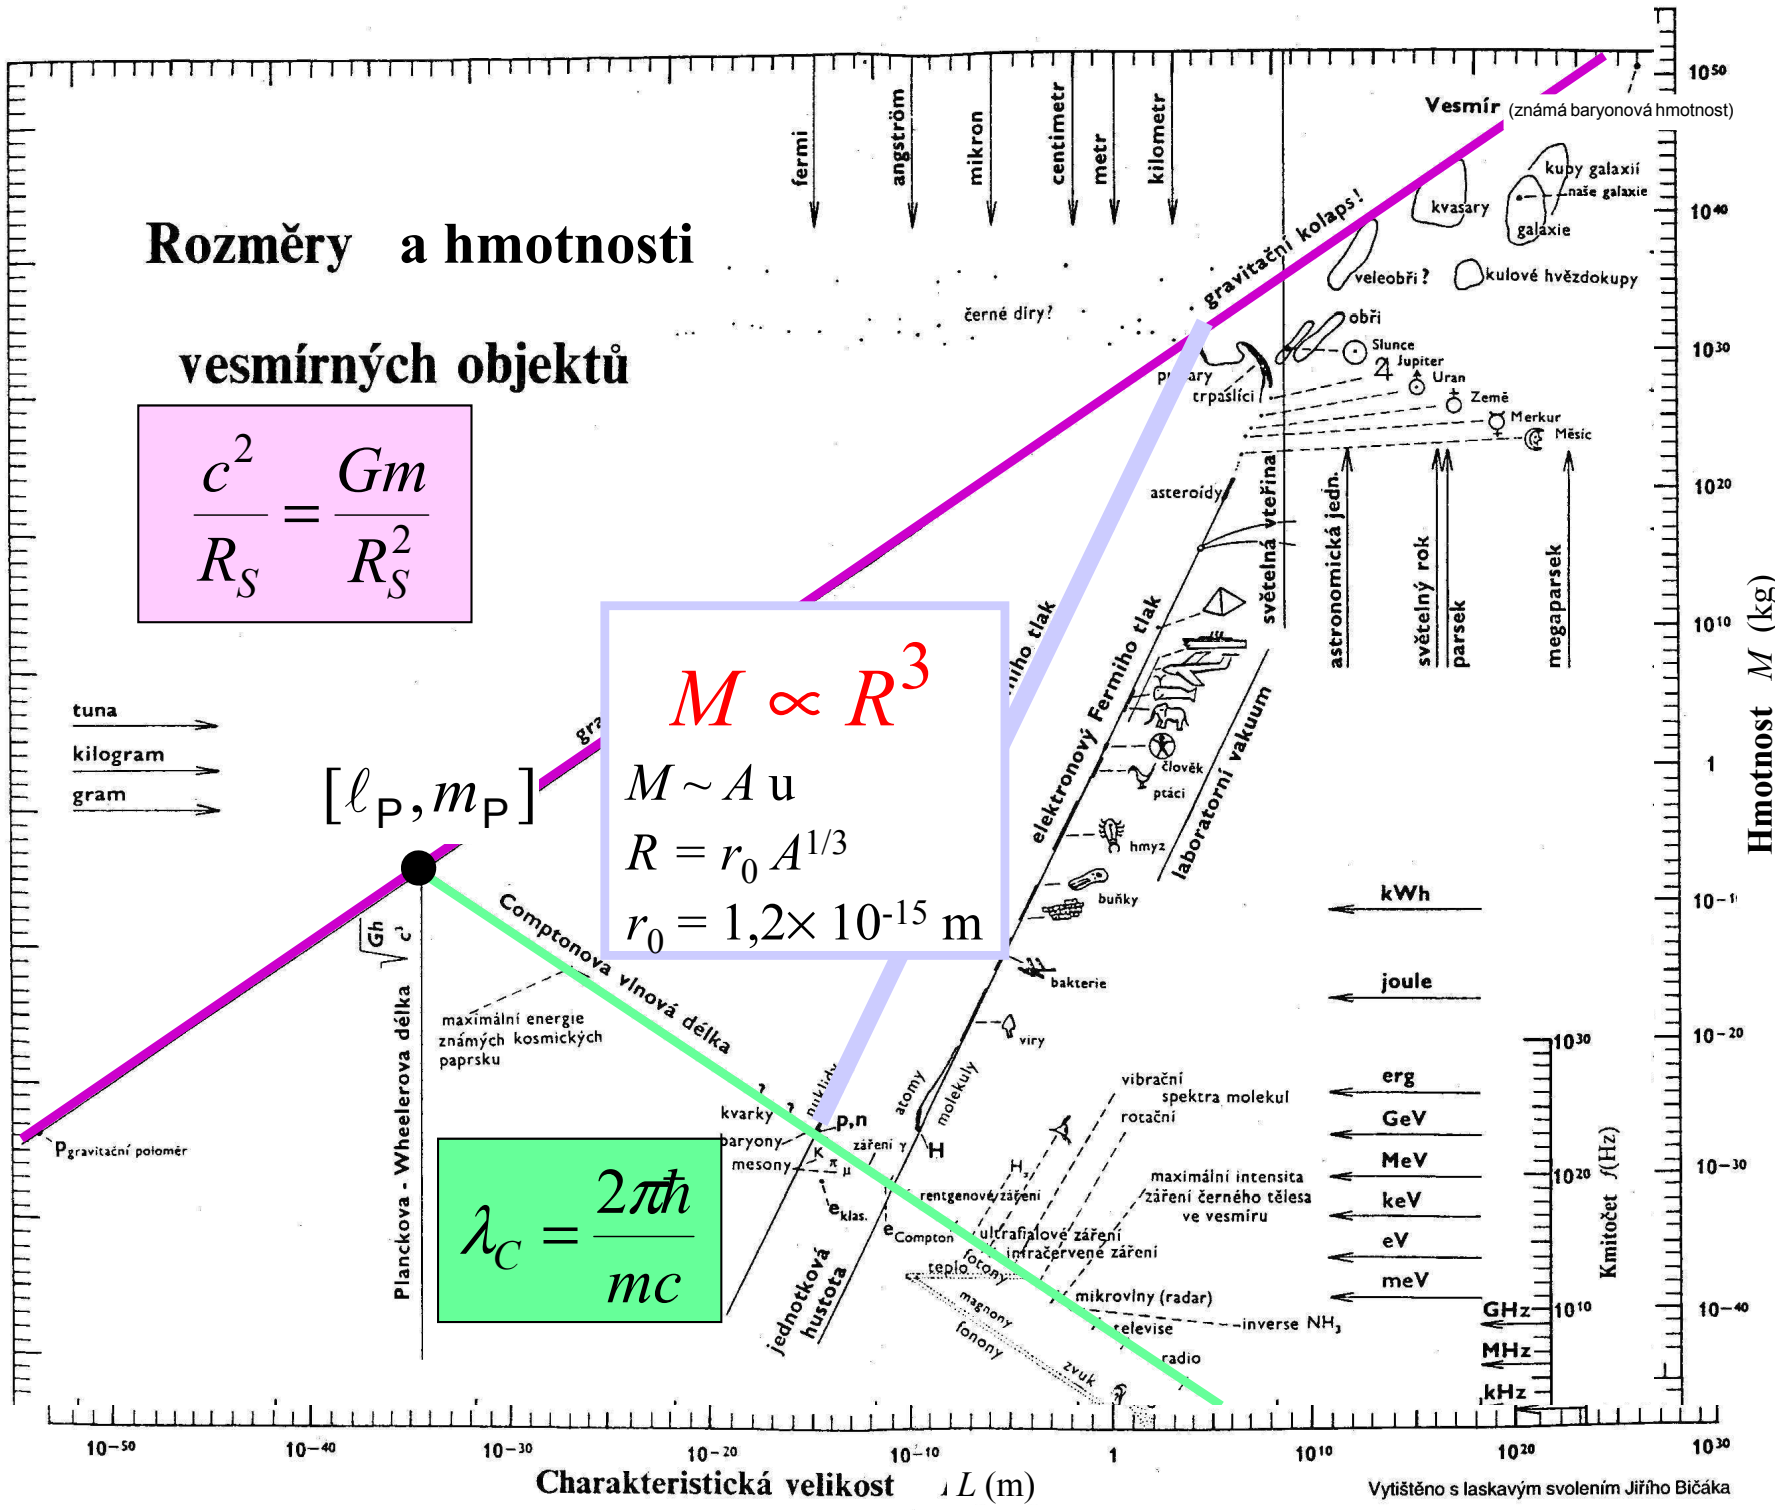 fermi
angström
mikron
centimetr
metr
kilometr
10⁵⁰
Vesmír (známá baryonová hmotnost)
kupy galaxií
naše galaxie
kvasary
galaxie
10⁴⁰
Rozměry a hmotnosti
vesmírných objektů
gravitační kolaps!
veleobři?
kulové hvězdokupy
černé díry?
obři
Slunce
Jupiter
Uran
Země
Merkur
Měsíc
10³⁰
trpaslíci
c²/R_S = Gm/R_S²
asteroídy
10²⁰
světelná vteřina
astronomická jedn.
světelný rok
parsek
megaparsek
10¹⁰
Hmotnost M (kg)
tlak
elektronový Fermiho tlak
laboratorní vakuum
M ∝ R³
M ~ A u
R = r₀ A^1/3
r₀ = 1,2× 10⁻¹⁵ m
tuna
kilogram
gram
[ℓ_P, m_P]
1
člověk
ptáci
hmyz
buňky
bakterie
viry
√Gh/c³
Planckova - Wheelerova délka
Comptonova vlnová délka
maximální energie
známých kosmických
paprsku
kWh
joule
erg
GeV
MeV
keV
eV
meV
GHz
MHz
kHz
10⁻²⁰
10⁻³⁰
10⁻⁴⁰
10³⁰
10²⁰
10¹⁰
Kmitočet f(Hz)
?
?
kvarky
baryony
mesony
nuklidy
p,n
K π μ
záření γ
atomy
molekuly
H
vibrační
spektra molekul
rotační
maximální intensita
záření černého tělesa
ve vesmíru
rentgenové záření
e klas.
e Compton
ultrafialové záření
infračervené záření
fotony
teplo
magnony
fonony
zvuk
mikrovlny (radar)
televise
inverse NH₃
radio
P gravitační poloměr
λ_C = 2πħ/mc
jednotková
hustota
10⁻⁵⁰
10⁻⁴⁰
10⁻³⁰
10⁻²⁰
10⁻¹⁰
1
10¹⁰
10²⁰
10³⁰
Charakteristická velikost L (m)
Vytištěno s laskavým svolením Jiřího Bičáka